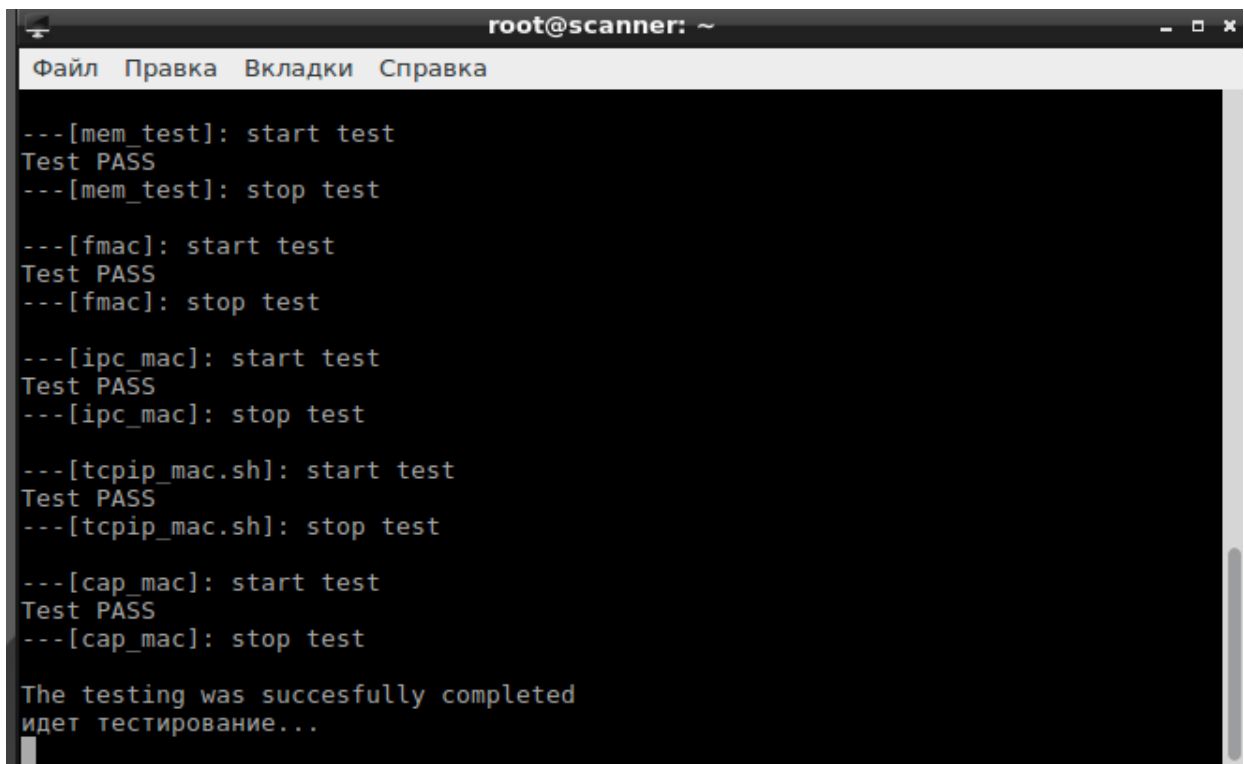 root@scanner: ~
Файл Правка Вкладки Справка
---[mem_test]: start test
Test PASS
---[mem_test]: stop test
---[fmac]: start test
Test PASS
---[fmac]: stop test
---[ipc_mac]: start test
Test PASS
---[ipc_mac]: stop test
---[tcpip_mac.sh]: start test
Test PASS
---[tcpip_mac.sh]: stop test
---[cap_mac]: start test
Test PASS
---[cap_mac]: stop test
The testing was succesfully completed
идет тестирование...